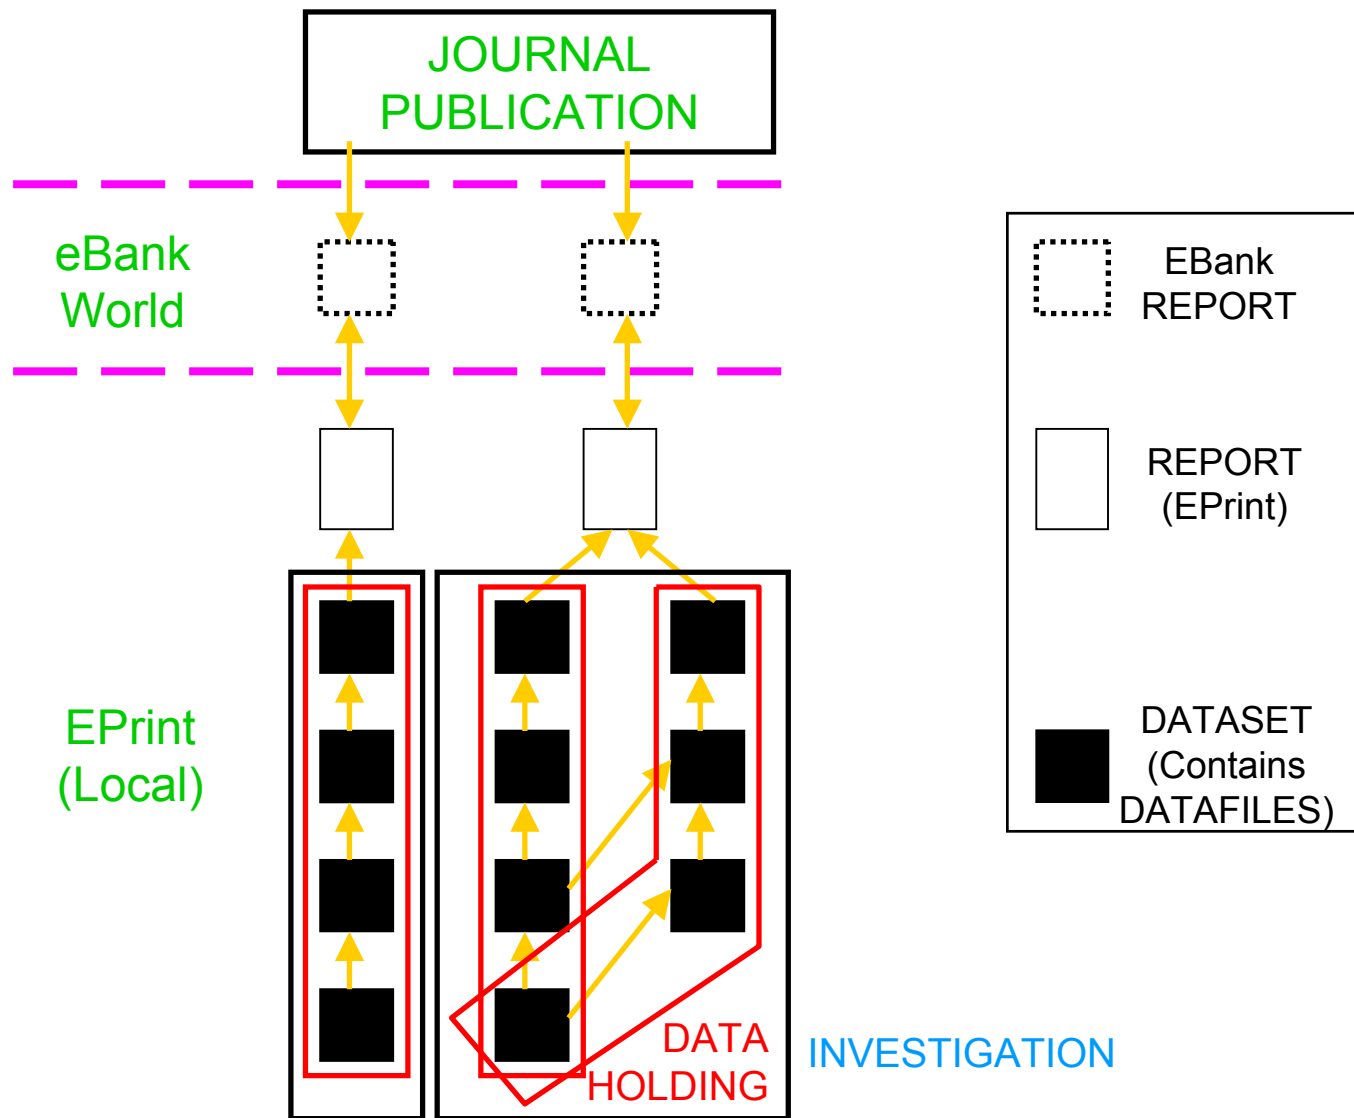 JOURNAL
PUBLICATION
eBank
World
EPrint
(Local)
DATA
HOLDING
INVESTIGATION
EBank
REPORT
REPORT
(EPrint)
DATASET
(Contains
DATAFILES)